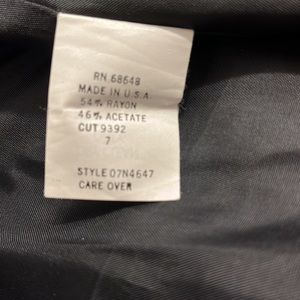 RN 68648
MADE IN U.S.A.
54% RAYON
46% ACETATE
CUT 9392
7
STYLE 07N4647
CARE OVER